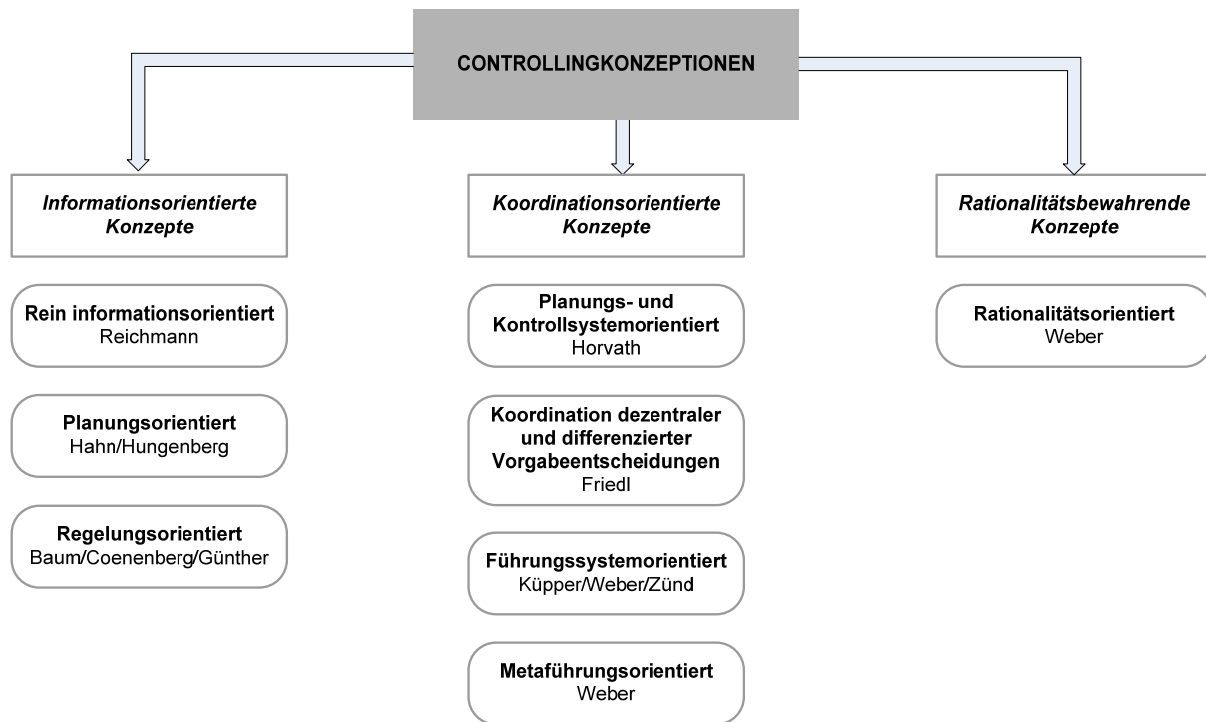 CONTROLLINGKONZEPTIONEN
Informationsorientierte
Konzepte
Rein informationsorientiert
Reichmann
Planungsorientiert
Hahn/Hungenberg
Regelungsorientiert
Baum/Coenenberg/Günther
Koordinationsorientierte
Konzepte
Planungs- und
Kontrollsystemorientiert
Horvath
Koordination dezentraler
und differenzierter
Vorgabeentscheidungen
Friedl
Führungssystemorientiert
Küpper/Weber/Zünd
Metaführungsorientiert
Weber
Rationalitätsbewahrende
Konzepte
Rationalitätsorientiert
Weber